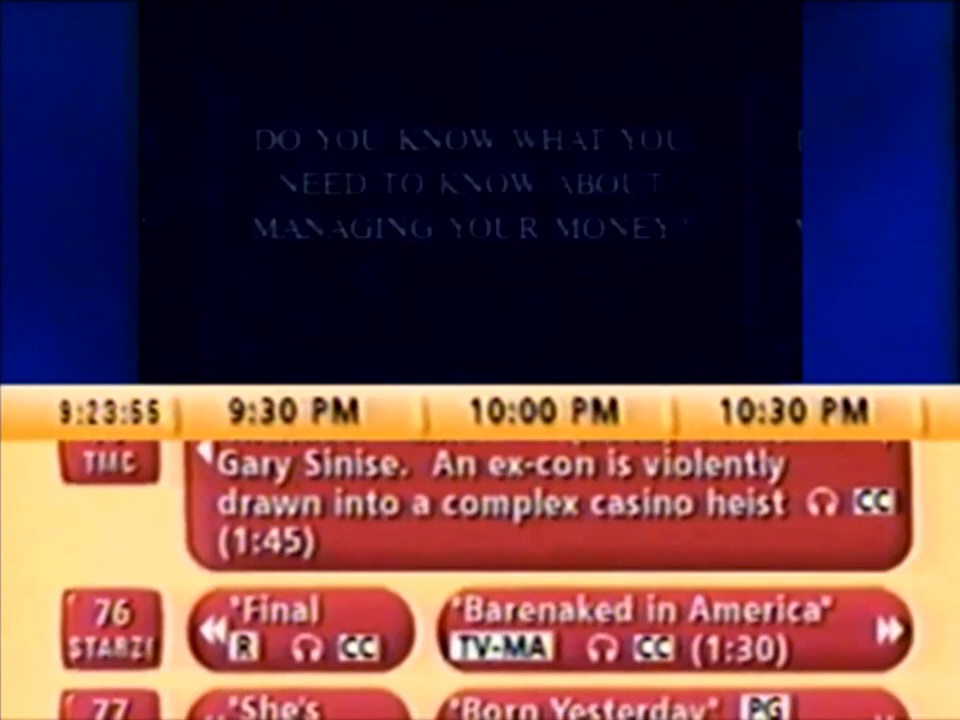 DO YOU KNOW WHAT YOU
NEED TO KNOW ABOUT
MANAGING YOUR MONEY?
9:23:55 9:30 PM 10:00 PM 10:30 PM
TMC
Gary Sinise. An ex-con is violently
drawn into a complex casino heist CC
(1:45)
76 "Final "Barenaked in America"
STARZ! R CC TV-MA CC (1:30)
77 "She's "Born Yesterday" PG